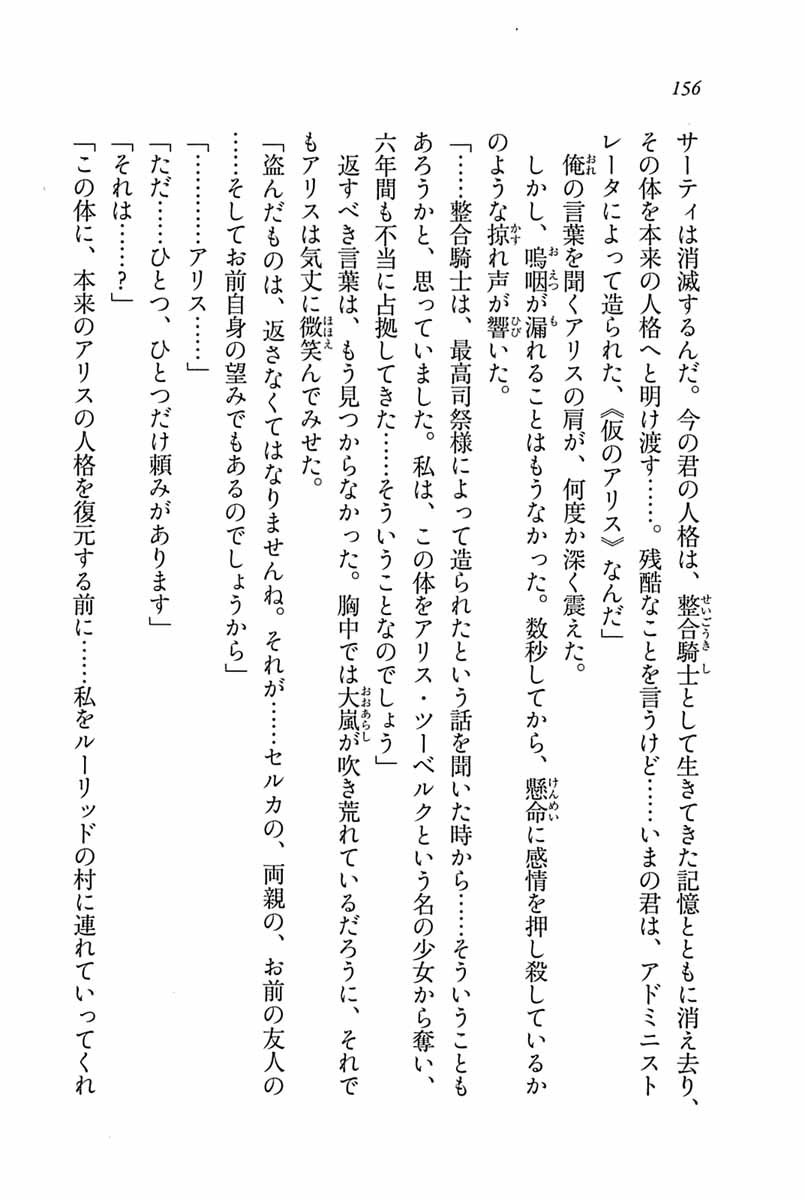 156
サーティは消滅するんだ。今の君の人格は、整合騎士として生きてきた記憶とともに消え去り、
その体を本来の人格へと明け渡す……。残酷なことを言うけど……いまの君は、アドミニスト
レータによって造られた、《仮のアリス》なんだ」
俺の言葉を聞くアリスの肩が、何度か深く震えた。
しかし、嗚咽が漏れることはもうなかった。数秒してから、懸命に感情を押し殺しているか
のような掠れ声が響いた。
「……整合騎士は、最高司祭様によって造られたという話を聞いた時から……そういうことも
あろうかと、思っていました。私は、この体をアリス・ツーベルクという名の少女から奪い、
六年間も不当に占拠してきた……そういうことなのでしょう」
返すべき言葉は、もう見つからなかった。胸中では大嵐が吹き荒れているだろうに、それで
もアリスは気丈に微笑んでみせた。
「盗んだものは、返さなくてはなりませんね。それが……セルカの、両親の、お前の友人の
……そしてお前自身の望みでもあるのでしょうから」
「…………アリス……」
「ただ……ひとつ、ひとつだけ頼みがあります」
「それは……？」
「この体に、本来のアリスの人格を復元する前に……私をルーリッドの村に連れていってくれ